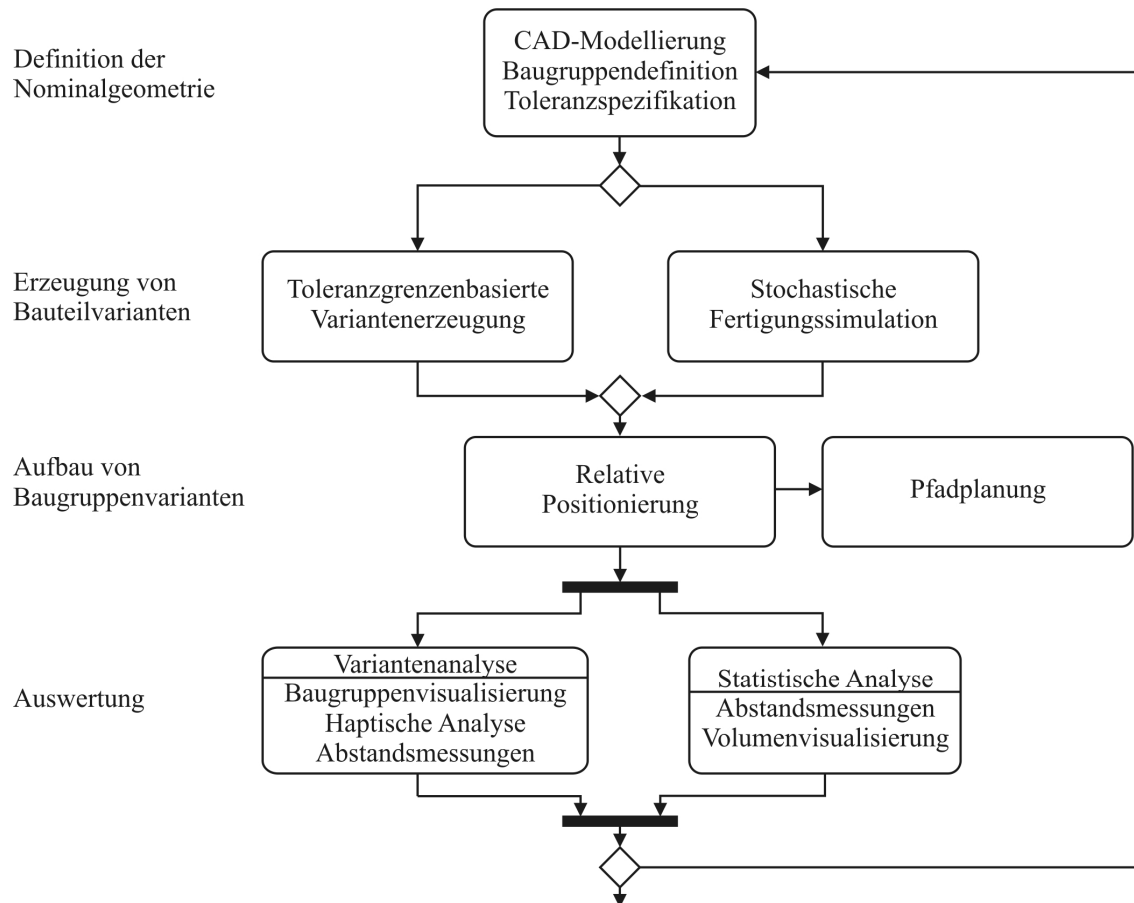 Definition der
Nominalgeometrie
CAD-Modellierung
Baugruppendefinition
Toleranzspezifikation
Erzeugung von
Bauteilvarianten
Toleranzgrenzenbasierte
Variantenerzeugung
Stochastische
Fertigungssimulation
Aufbau von
Baugruppenvarianten
Relative
Positionierung
Pfadplanung
Auswertung
Variantenanalyse
Baugruppenvisualisierung
Haptische Analyse
Abstandsmessungen
Statistische Analyse
Abstandsmessungen
Volumenvisualisierung